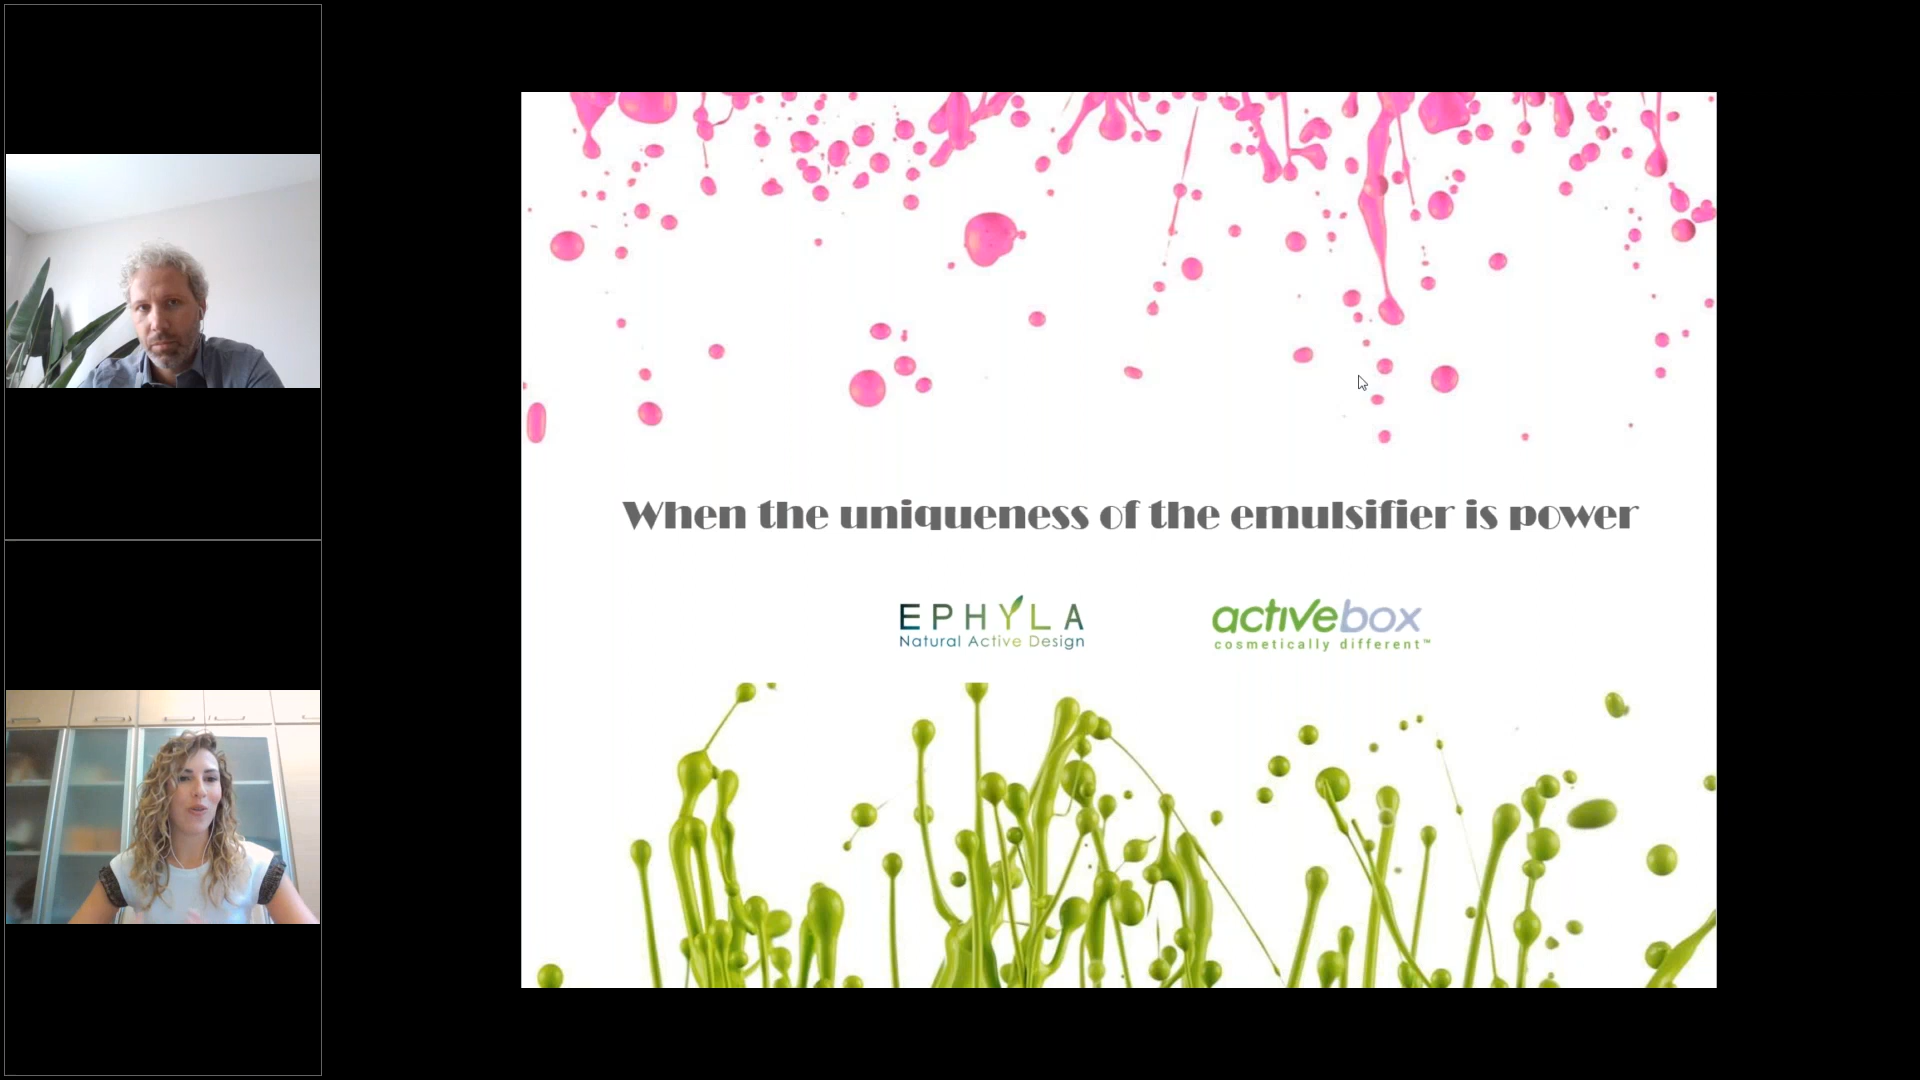 When the uniqueness of the emulsifier is power
EPHYLA
Natural Active Design
activebox
cosmetically different™